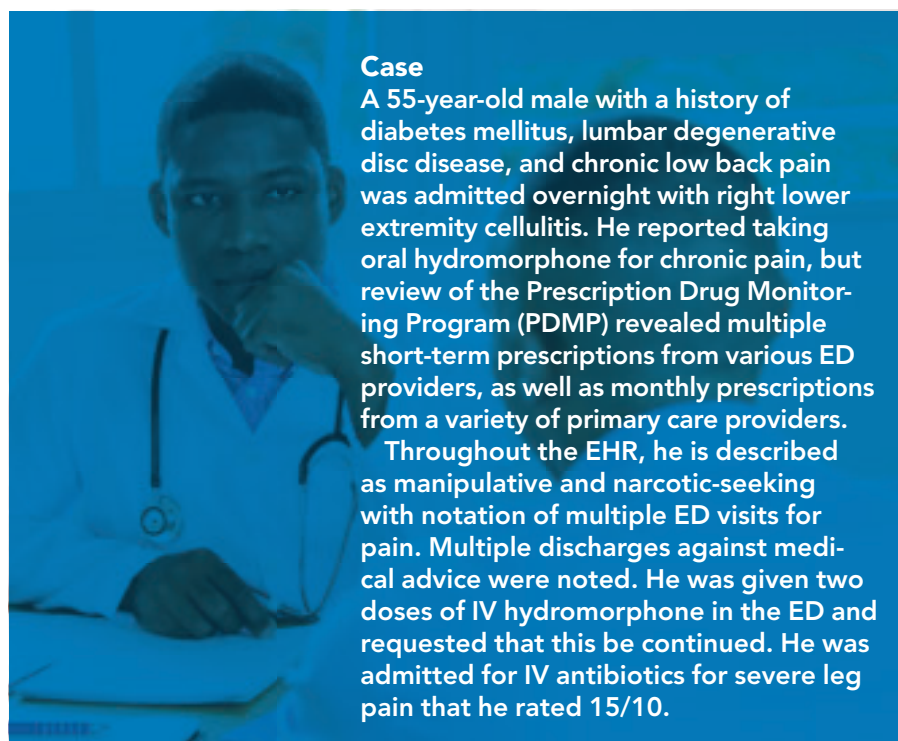 Case
A 55-year-old male with a history of
diabetes mellitus, lumbar degenerative
disc disease, and chronic low back pain
was admitted overnight with right lower
extremity cellulitis. He reported taking
oral hydromorphone for chronic pain, but
review of the Prescription Drug Monitor-
ing Program (PDMP) revealed multiple
short-term prescriptions from various ED
providers, as well as monthly prescriptions
from a variety of primary care providers.
Throughout the EHR, he is described
as manipulative and narcotic-seeking
with notation of multiple ED visits for
pain. Multiple discharges against medi-
cal advice were noted. He was given two
doses of IV hydromorphone in the ED and
requested that this be continued. He was
admitted for IV antibiotics for severe leg
pain that he rated 15/10.